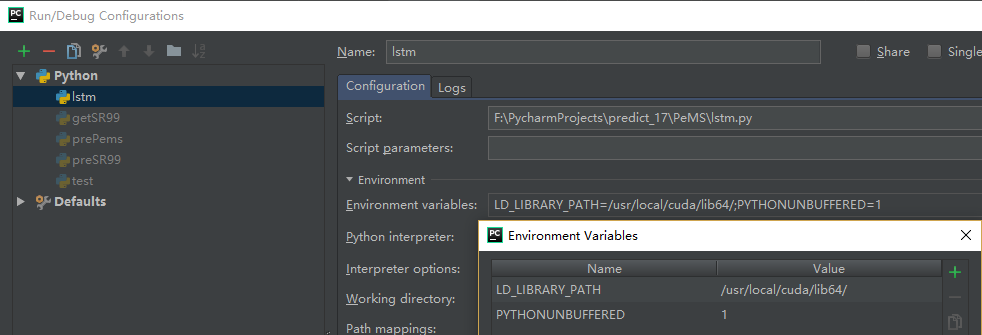 PC Run/Debug Configurations
Name: lstm Share Single
Python
lstm
getSR99
prePems
preSR99
test
Defaults
Configuration Logs
Script: F:\PycharmProjects\predict_17\PeMS\lstm.py
Script parameters:
Environment
Environment variables: LD_LIBRARY_PATH=/usr/local/cuda/lib64/;PYTHONUNBUFFERED=1
Python interpreter:
Interpreter options:
Working directory:
Path mappings:
PC Environment Variables
Name Value
LD_LIBRARY_PATH /usr/local/cuda/lib64/
PYTHONUNBUFFERED 1